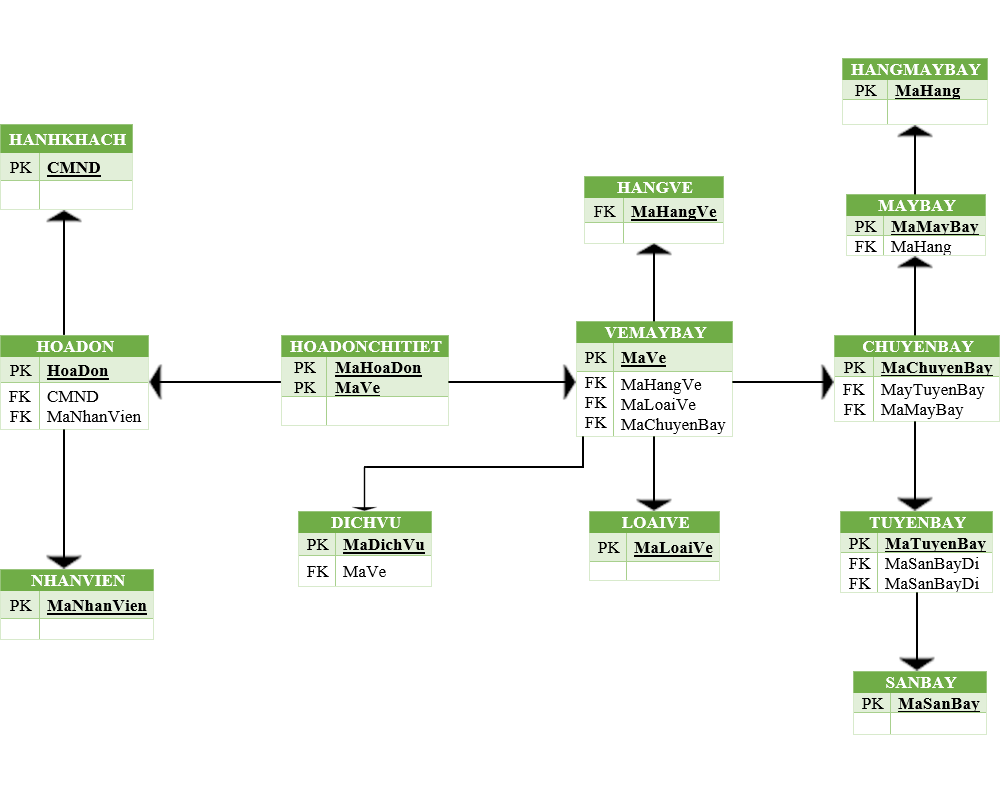 HANGMAYBAY
PK MaHang
HANHKHACH
PK CMND
HANGVE
FK MaHangVe
MAYBAY
PK MaMayBay
FK MaHang
HOADON
PK HoaDon
FK CMND
FK MaNhanVien
HOADONCHITIET
PK MaHoaDon
PK MaVe
VEMAYBAY
PK MaVe
FK MaHangVe
FK MaLoaiVe
FK MaChuyenBay
CHUYENBAY
PK MaChuyenBay
FK MayTuyenBay
FK MaMayBay
DICHVU
PK MaDichVu
FK MaVe
LOAIVE
PK MaLoaiVe
TUYENBAY
PK MaTuyenBay
FK MaSanBayDi
FK MaSanBayDi
NHANVIEN
PK MaNhanVien
SANBAY
PK MaSanBay